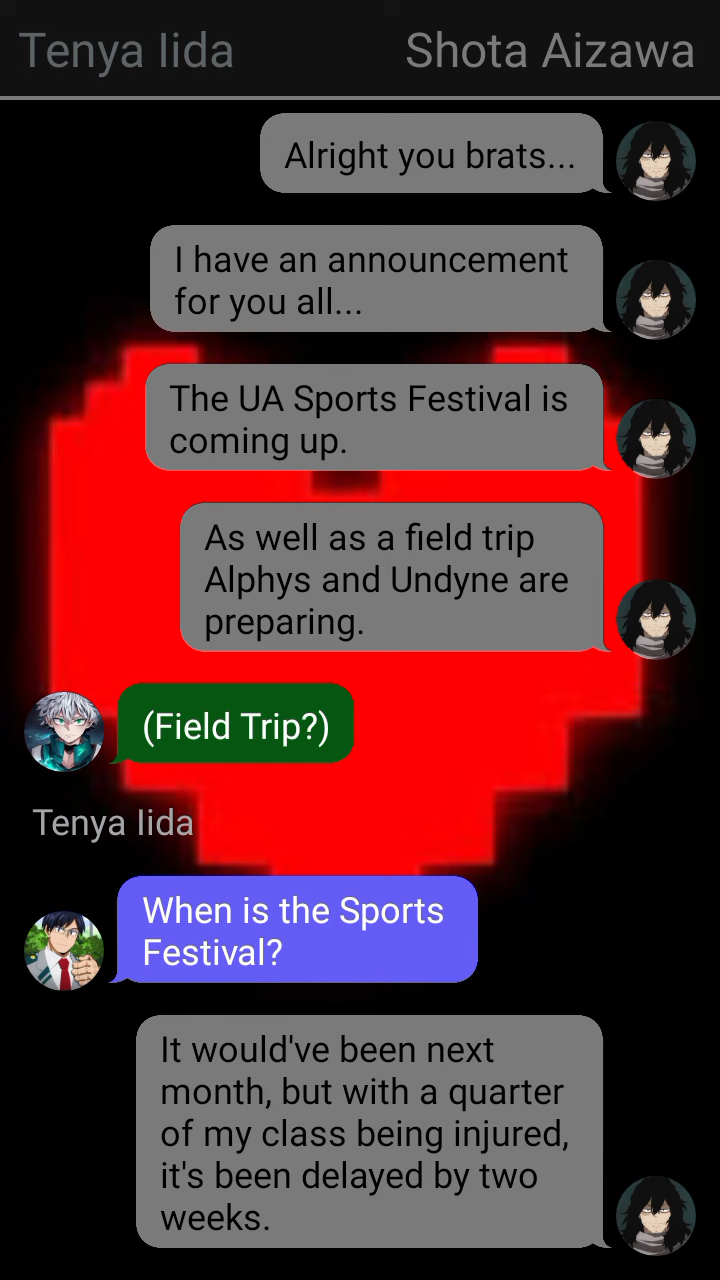 Tenya Iida Shota Aizawa
Alright you brats...
I have an announcement
for you all...
The UA Sports Festival is
coming up.
As well as a field trip
Alphys and Undyne are
preparing.
(Field Trip?)
Tenya Iida
When is the Sports
Festival?
It would've been next
month, but with a quarter
of my class being injured,
it's been delayed by two
weeks.